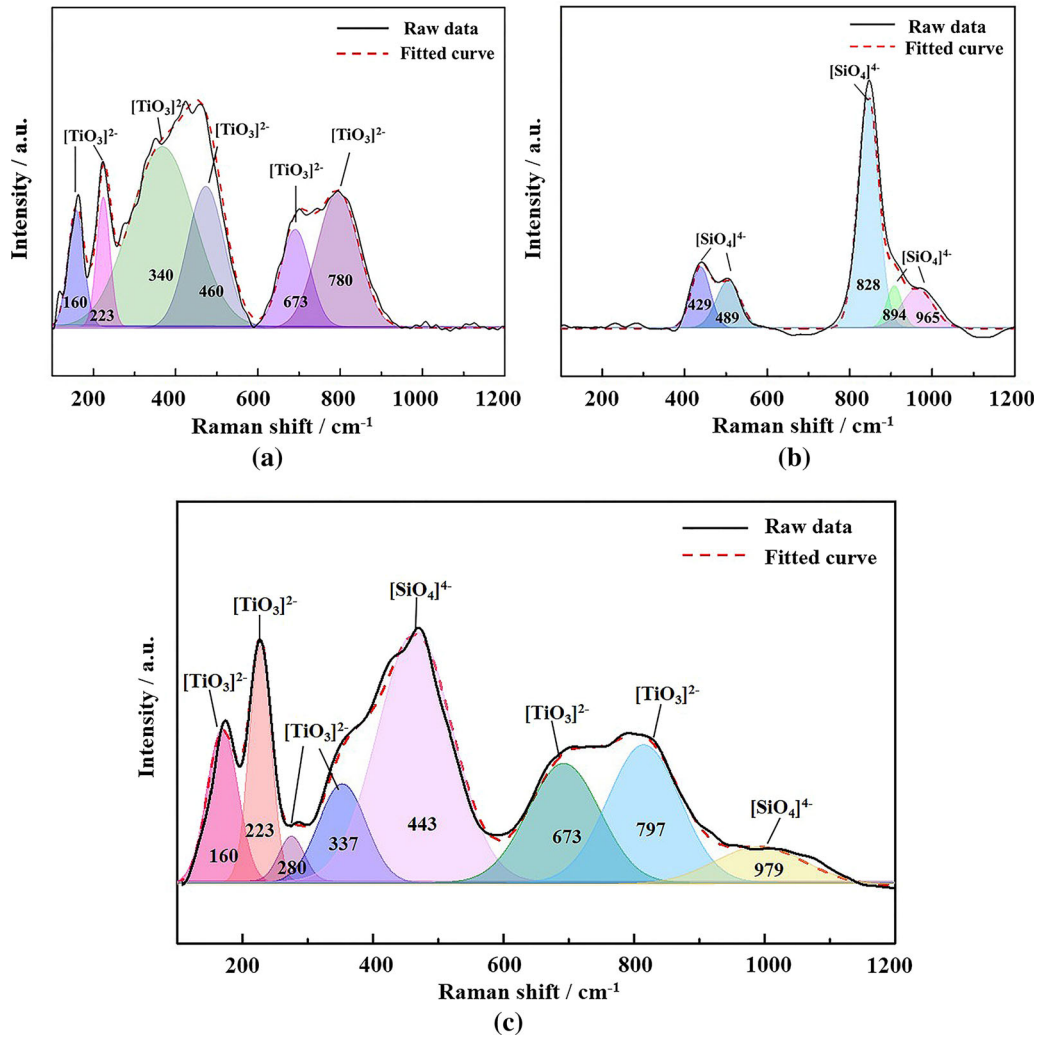 Raw data
Fitted curve
[TiO₃]²⁻
[TiO₃]²
[TiO₃]²⁻
[TiO₃]²⁻
[TiO₃]²⁻
160
223
340
460
673
780
Intensity / a.u.
200 400 600 800 1000 1200
Raman shift / cm⁻¹
(a)
Raw data
Fitted curve
[SiO₄]⁴⁻
[SiO₄]⁴⁻
[SiO₄]⁴⁻
429
489
828
894
965
Intensity / a.u.
200 400 600 800 1000 1200
Raman shift / cm⁻¹
(b)
Raw data
Fitted curve
[TiO₃]²⁻
[TiO₃]²⁻
[TiO₃]²⁻
[SiO₄]⁴⁻
[TiO₃]²⁻
[TiO₃]²⁻
[SiO₄]⁴⁻
160
223
280
337
443
673
797
979
Intensity / a.u.
200 400 600 800 1000 1200
Raman shift / cm⁻¹
(c)